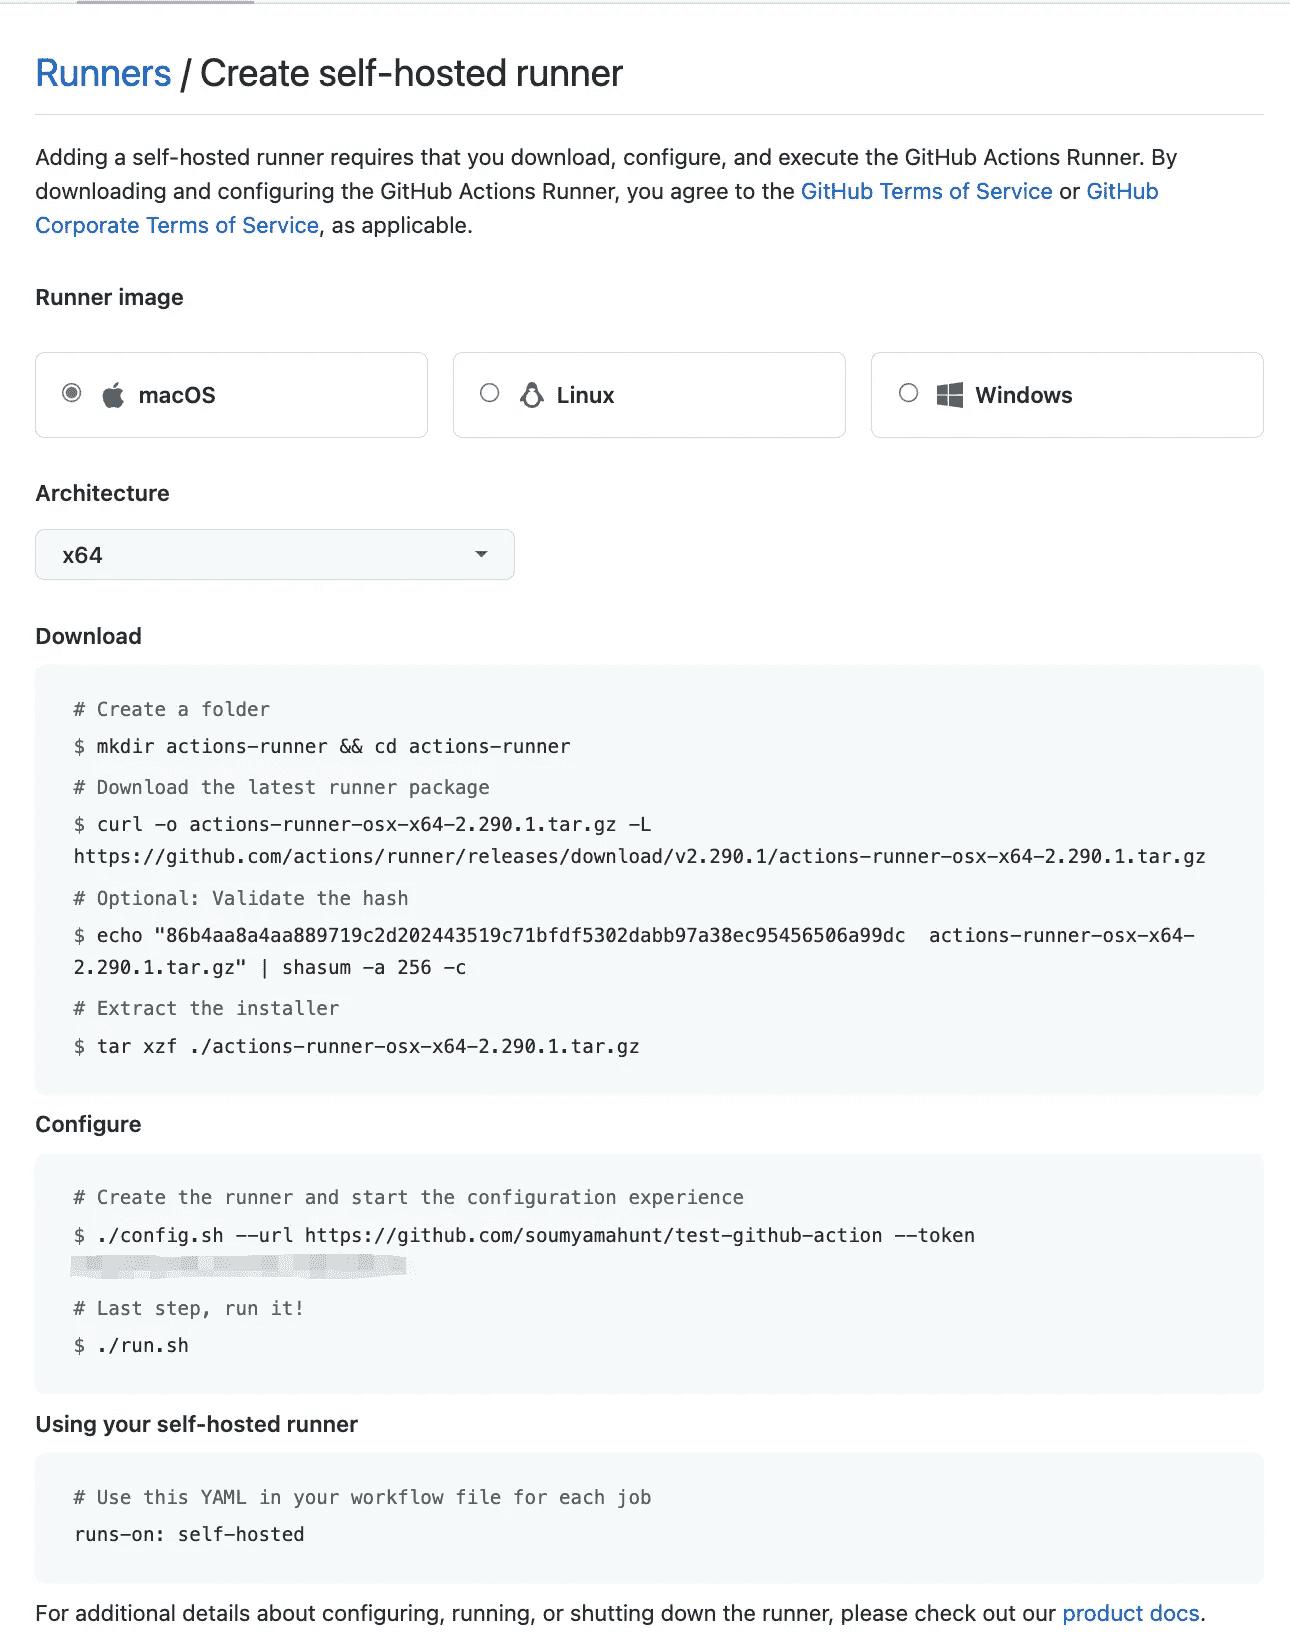 Runners / Create self-hosted runner
Adding a self-hosted runner requires that you download, configure, and execute the GitHub Actions Runner. By
downloading and configuring the GitHub Actions Runner, you agree to the GitHub Terms of Service or GitHub
Corporate Terms of Service, as applicable.
Runner image
macOS
Linux
Windows
Architecture
x64
Download
# Create a folder
$ mkdir actions-runner && cd actions-runner
# Download the latest runner package
$ curl -o actions-runner-osx-x64-2.290.1.tar.gz -L
https://github.com/actions/runner/releases/download/v2.290.1/actions-runner-osx-x64-2.290.1.tar.gz
# Optional: Validate the hash
$ echo "86b4aa8a4aa889719c2d202443519c71bfdf5302dabb97a38ec95456506a99dc  actions-runner-osx-x64-
2.290.1.tar.gz" | shasum -a 256 -c
# Extract the installer
$ tar xzf ./actions-runner-osx-x64-2.290.1.tar.gz
Configure
# Create the runner and start the configuration experience
$ ./config.sh --url https://github.com/soumyamahunt/test-github-action --token
# Last step, run it!
$ ./run.sh
Using your self-hosted runner
# Use this YAML in your workflow file for each job
runs-on: self-hosted
For additional details about configuring, running, or shutting down the runner, please check out our product docs.